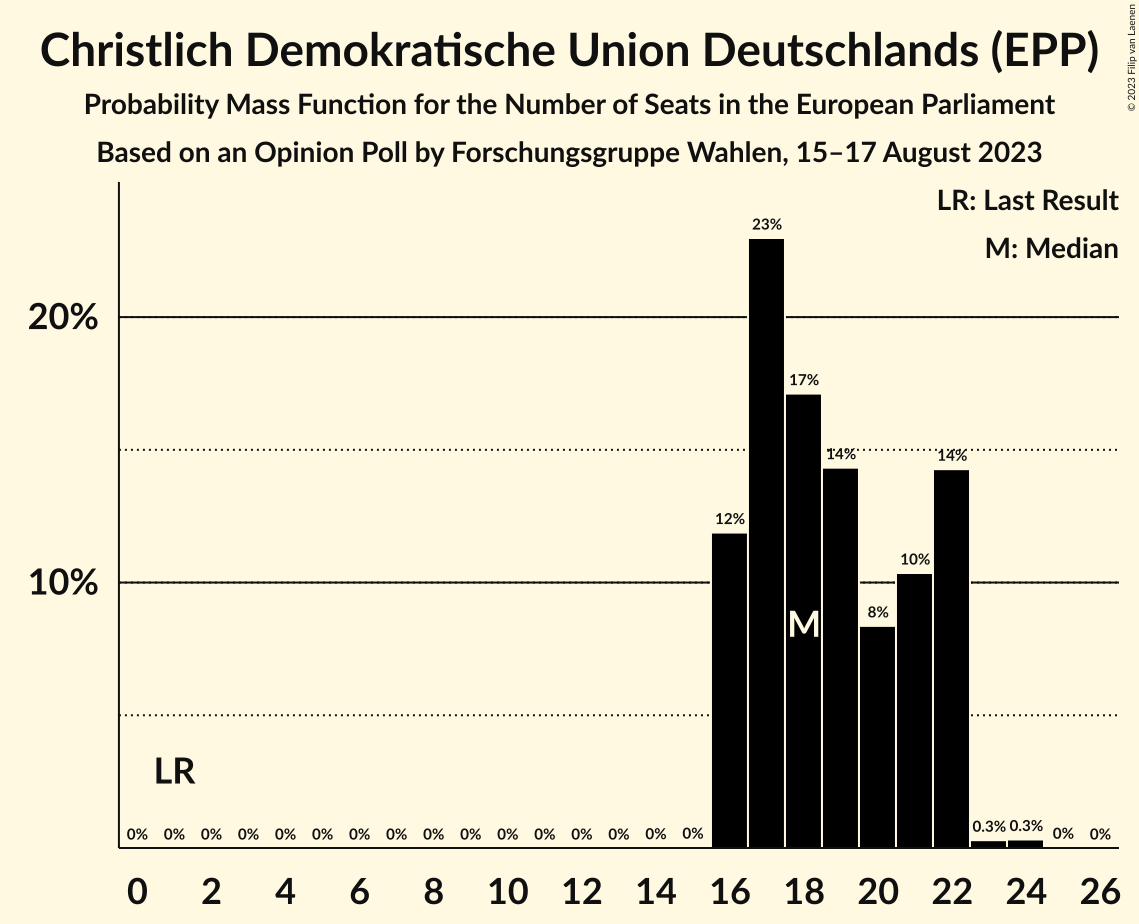 Christlich Demokratische Union Deutschlands (EPP)
Probability Mass Function for the Number of Seats in the European Parliament
Based on an Opinion Poll by Forschungsgruppe Wahlen, 15–17 August 2023
© 2023 Filip van Laenen
LR: Last Result
M: Median
20%
10%
23%
17%
14%
14%
12%
10%
8%
M
LR
0% 0% 0% 0% 0% 0% 0% 0% 0% 0% 0% 0% 0% 0% 0% 0% 0.3% 0.3% 0% 0%
0 2 4 6 8 10 12 14 16 18 20 22 24 26